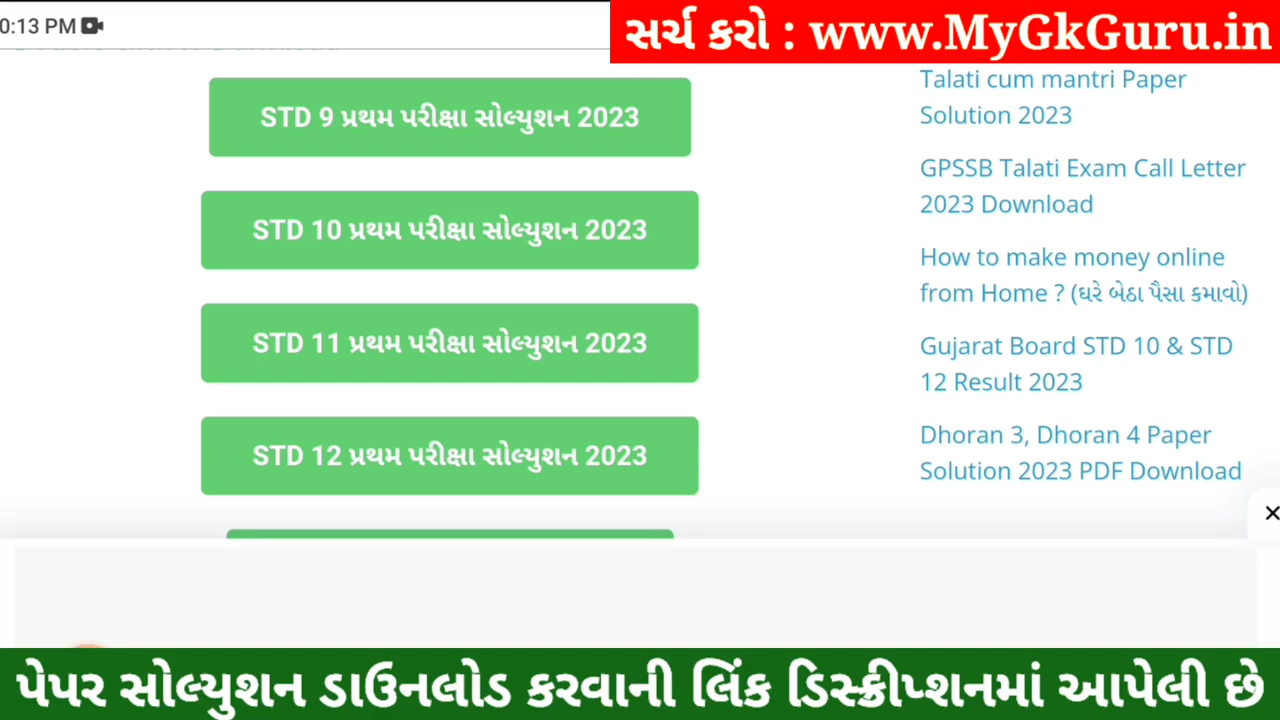 0:13 PM
સર્ચ કરો : www.MyGkGuru.in
STD 9 પ્રથમ પરીક્ષા સોલ્યુશન 2023
STD 10 પ્રથમ પરીક્ષા સોલ્યુશન 2023
STD 11 પ્રથમ પરીક્ષા સોલ્યુશન 2023
STD 12 પ્રથમ પરીક્ષા સોલ્યુશન 2023
Talati cum mantri Paper
Solution 2023
GPSSB Talati Exam Call Letter
2023 Download
How to make money online
from Home ? (ઘરે બેઠા પૈસા કમાવો)
Gujarat Board STD 10 & STD
12 Result 2023
Dhoran 3, Dhoran 4 Paper
Solution 2023 PDF Download
પેપર સોલ્યુશન ડાઉનલોડ કરવાની લિંક ડિસ્ક્રીપ્શનમાં આપેલી છે